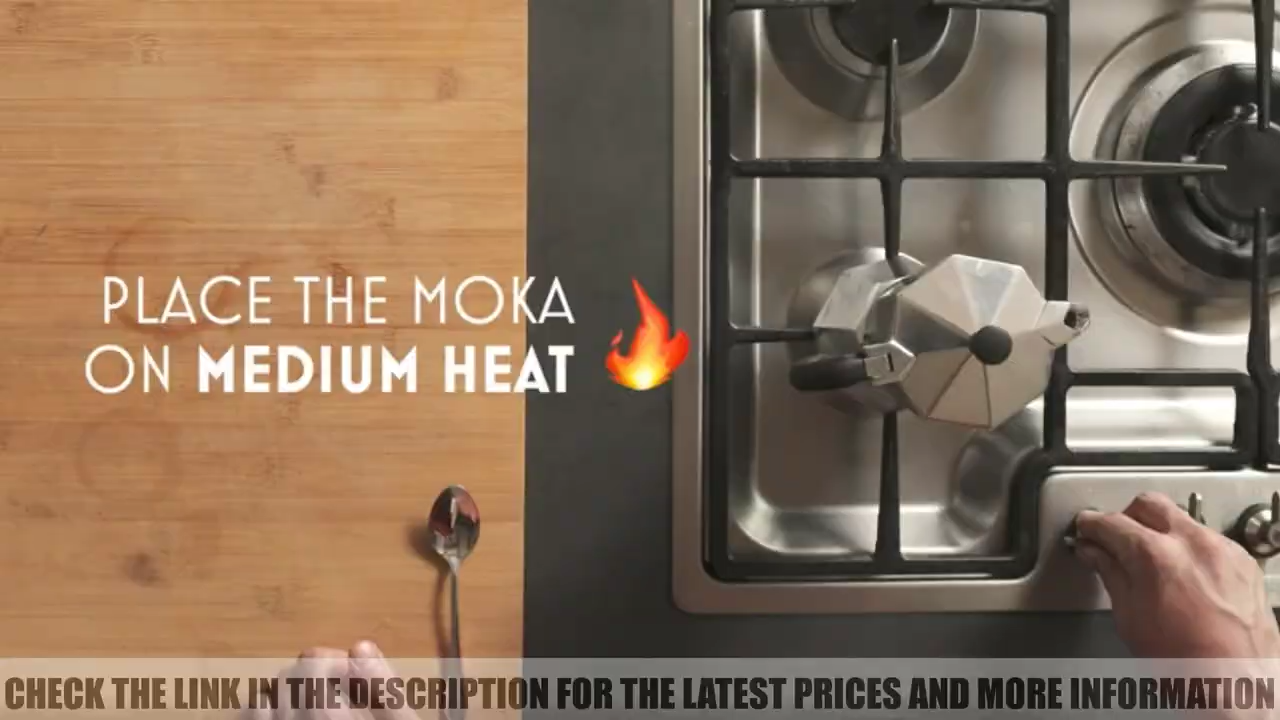 PLACE THE MOKA
ON MEDIUM HEAT
CHECK THE LINK IN THE DESCRIPTION FOR THE LATEST PRICES AND MORE INFORMATION